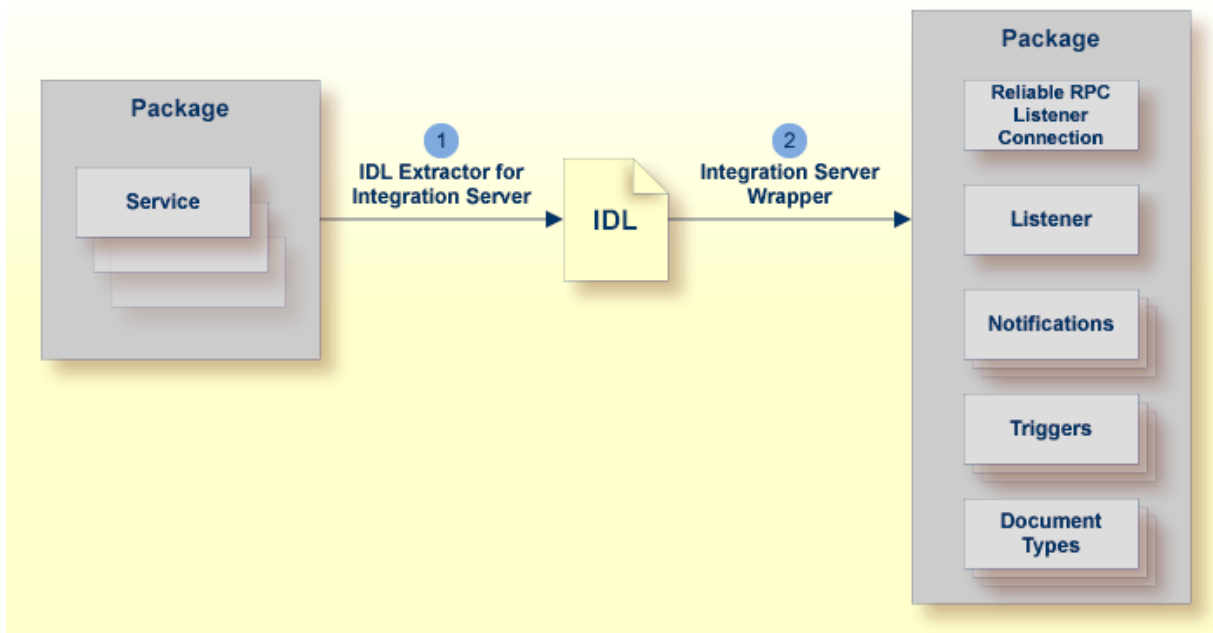 Package
Service
1
IDL Extractor for
Integration Server
IDL
2
Integration Server
Wrapper
Package
Reliable RPC
Listener
Connection
Listener
Notifications
Triggers
Document
Types